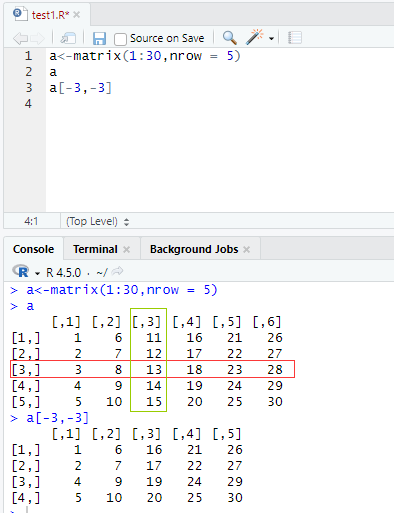 test1.R*
Source on Save
1 a<-matrix(1:30,nrow = 5)
2 a
3 a[-3,-3]
4
4:1 (Top Level)
Console Terminal Background Jobs
R R 4.5.0 · ~/
> a<-matrix(1:30,nrow = 5)
> a
[,1] [,2] [,3] [,4] [,5] [,6]
[1,] 1 6 11 16 21 26
[2,] 2 7 12 17 22 27
[3,] 3 8 13 18 23 28
[4,] 4 9 14 19 24 29
[5,] 5 10 15 20 25 30
> a[-3,-3]
[,1] [,2] [,3] [,4] [,5]
[1,] 1 6 16 21 26
[2,] 2 7 17 22 27
[3,] 4 9 19 24 29
[4,] 5 10 20 25 30
>